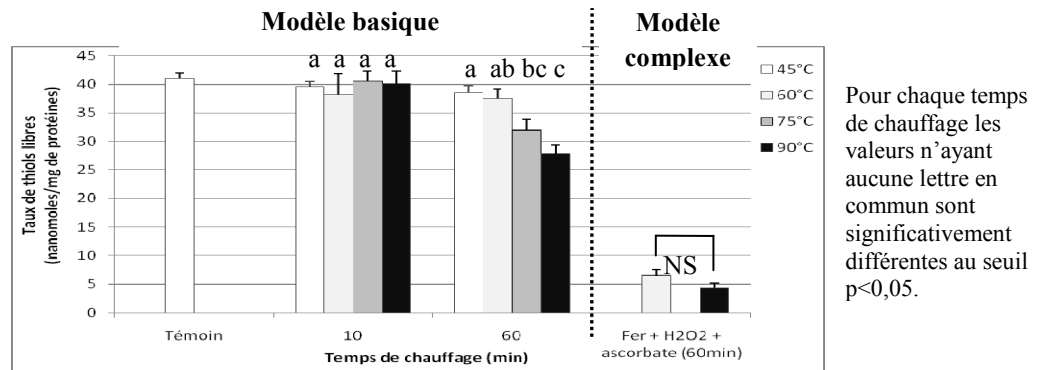 Modèle basique
Modèle
complexe
45
40
35
30
25
20
15
10
5
0
Taux de thiols libres
(nanomoles/mg de protéines)
a a a a
a ab bc c
NS
Témoin
10
60
Fer + H2O2 +
ascorbate (60min)
Temps de chauffage (min)
45°C
60°C
75°C
90°C
Pour chaque temps
de chauffage les
valeurs n’ayant
aucune lettre en
commun sont
significativement
différentes au seuil
p<0,05.